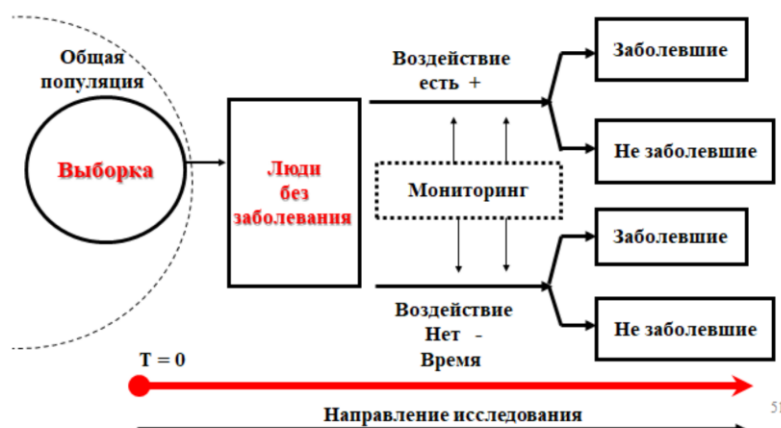 Общая
популяция
Выборка
Люди
без
заболевания
Воздействие
есть +
Мониторинг
Воздействие
Нет -
Время
Заболевшие
Не заболевшие
Заболевшие
Не заболевшие
T = 0
Направление исследования
51